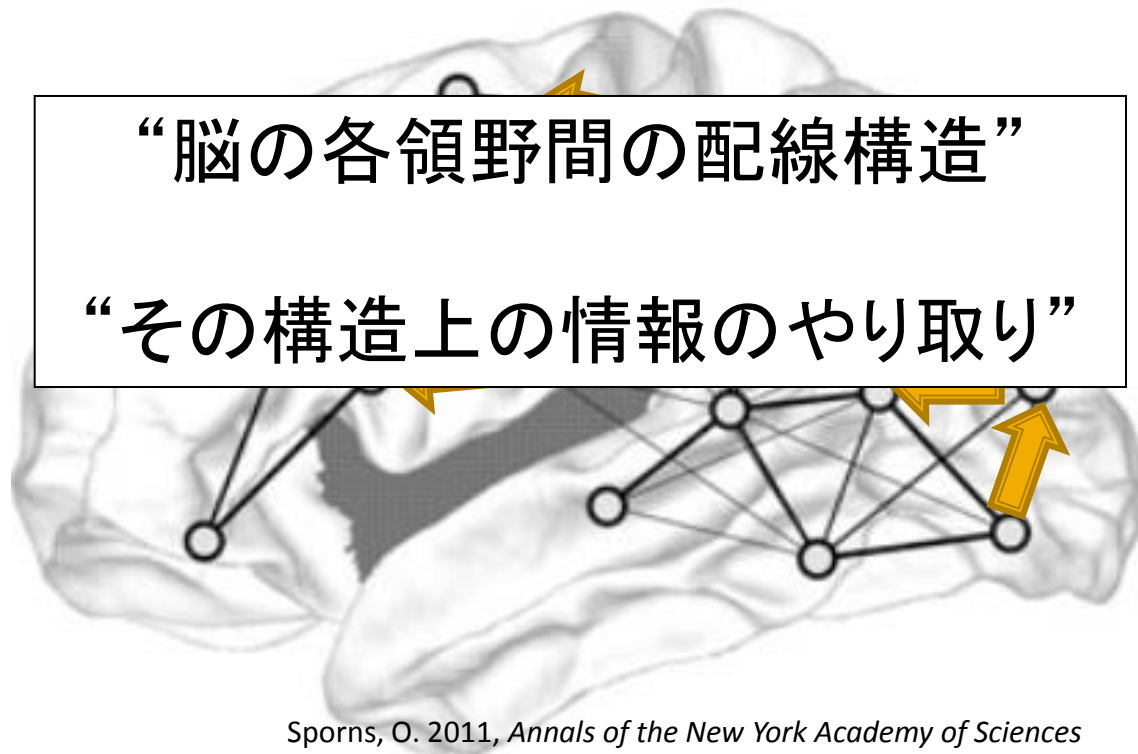 “脳の各領野間の配線構造”
“その構造上の情報のやり取り”
Sporns, O. 2011, Annals of the New York Academy of Sciences